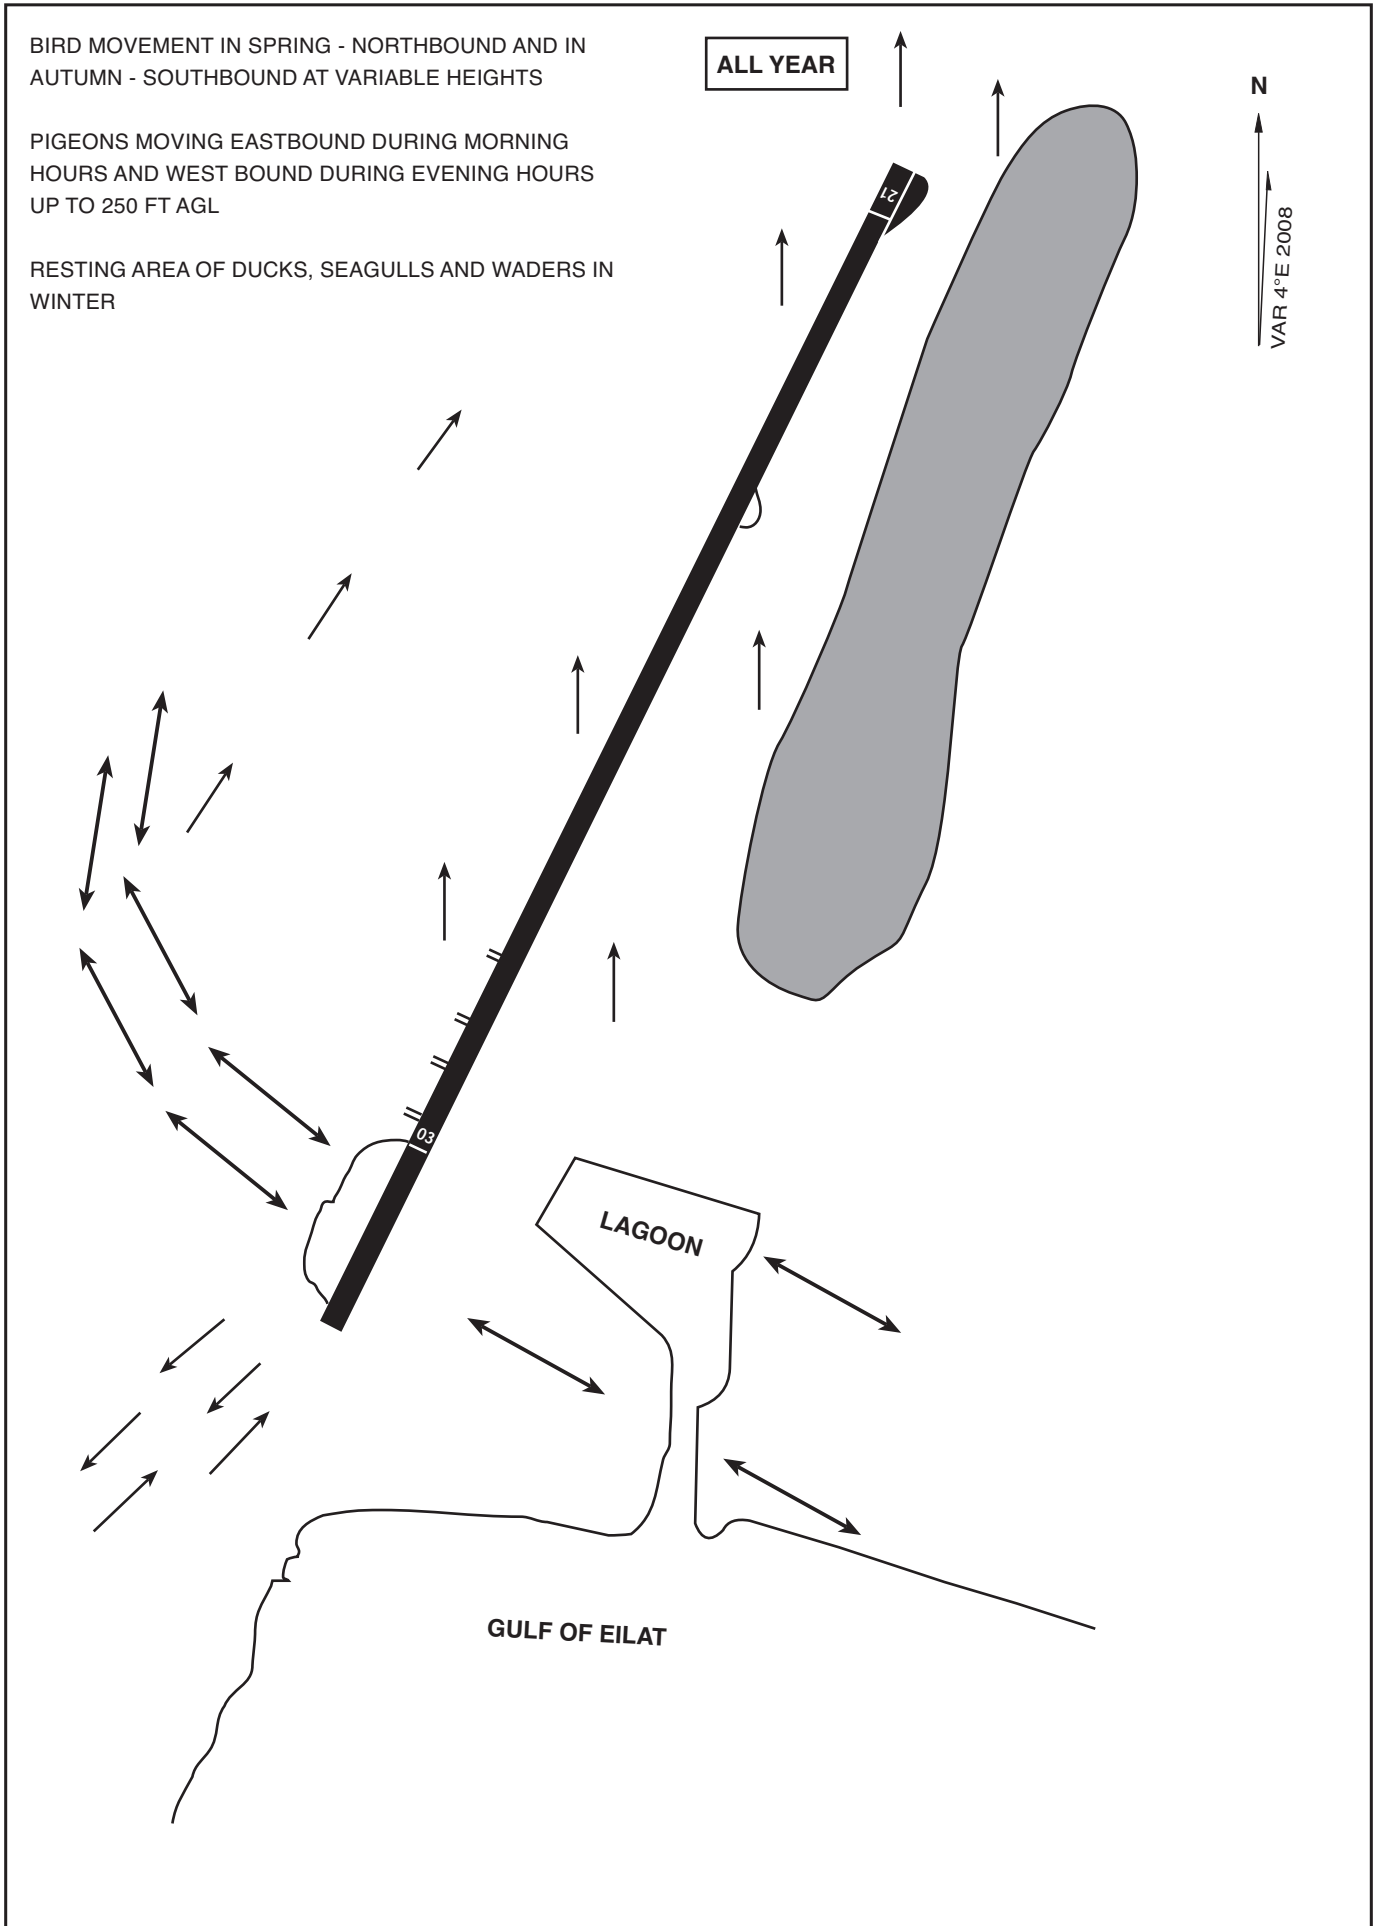 BIRD MOVEMENT IN SPRING - NORTHBOUND AND IN
AUTUMN - SOUTHBOUND AT VARIABLE HEIGHTS
PIGEONS MOVING EASTBOUND DURING MORNING
HOURS AND WEST BOUND DURING EVENING HOURS
UP TO 250 FT AGL
RESTING AREA OF DUCKS, SEAGULLS AND WADERS IN
WINTER
ALL YEAR
N
VAR 4°E 2008
21
03
LAGOON
GULF OF EILAT